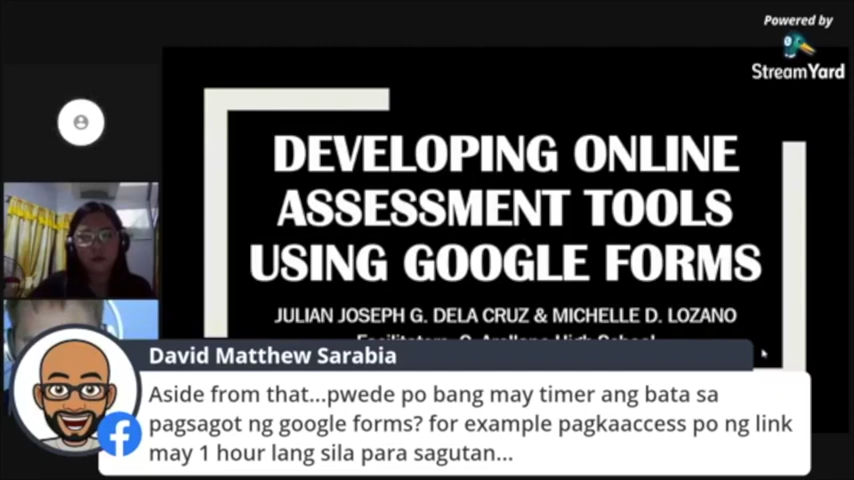 Powered by
StreamYard
DEVELOPING ONLINE
ASSESSMENT TOOLS
USING GOOGLE FORMS
JULIAN JOSEPH G. DELA CRUZ & MICHELLE D. LOZANO
David Matthew Sarabia
Aside from that...pwede po bang may timer ang bata sa
pagsagot ng google forms? for example pagkaaccess po ng link
may 1 hour lang sila para sagutan...